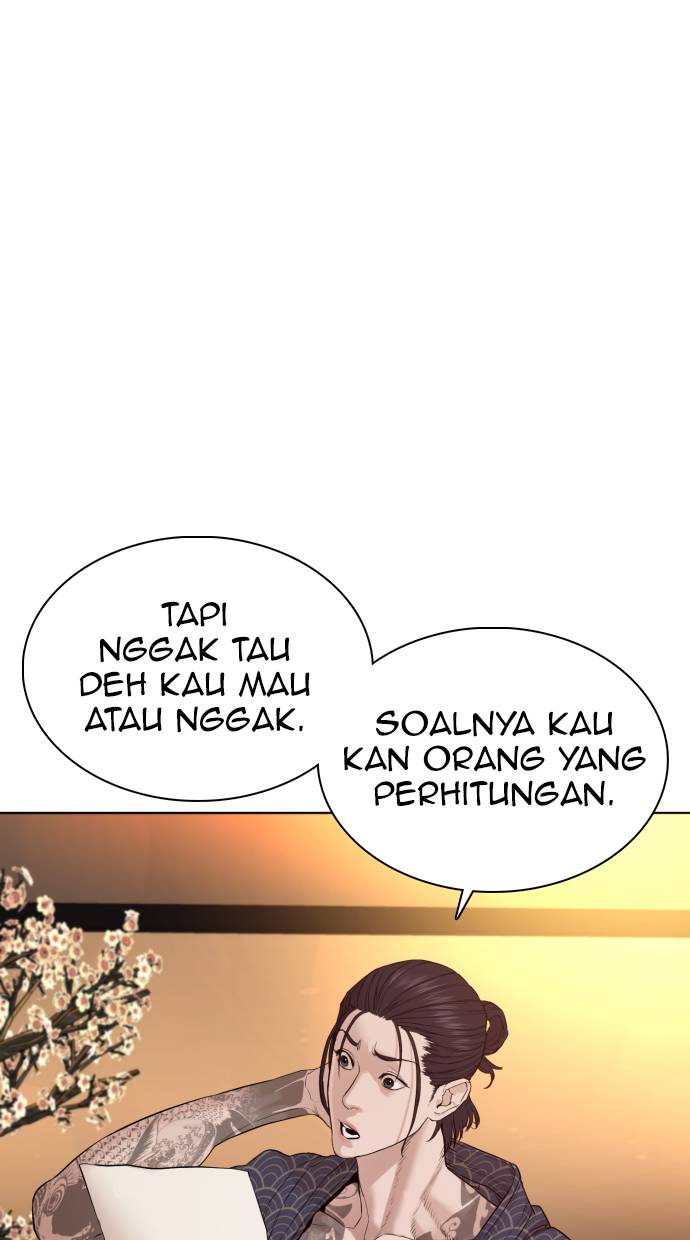 TAPI
NGGAK TAU
DEH KAU MAU
ATAU NGGAK.
SOALNYA KAU
KAN ORANG YANG
PERHITUNGAN.